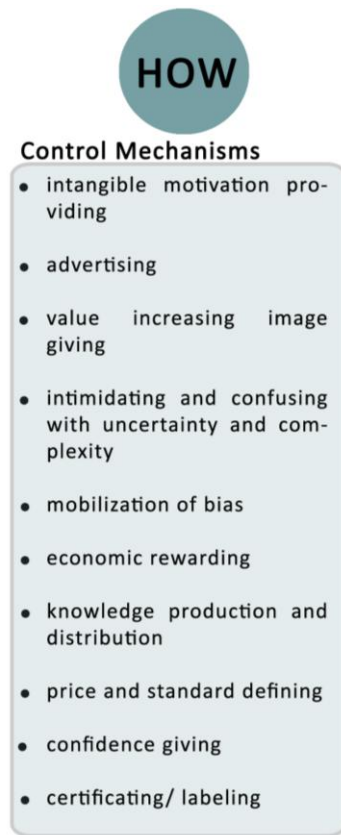 HOW
Control Mechanisms
• intangible motivation pro-
viding
• advertising
• value increasing image
giving
• intimidating and confusing
with uncertainty and com-
plexity
• mobilization of bias
• economic rewarding
• knowledge production and
distribution
• price and standard defining
• confidence giving
• certificating/ labeling